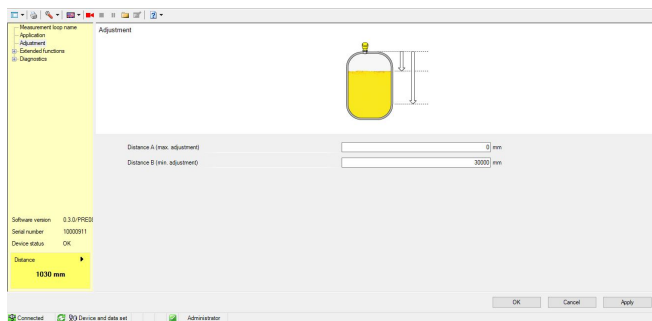 Measurement loop name
Application
Adjustment
Extended functions
Diagnostics
Adjustment
Distance A (max. adjustment)
0 mm
Distance B (min. adjustment)
30000 mm
Software version 0.3.0/PRE0
Serial number 10000911
Device status OK
Distance
1030 mm
OK Cancel Apply
Connected Device and data set Administrator